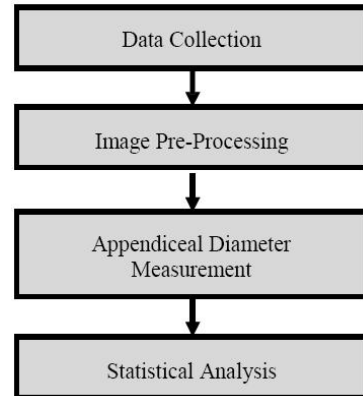 Data Collection
Image Pre-Processing
Appendiceal Diameter
Measurement
Statistical Analysis